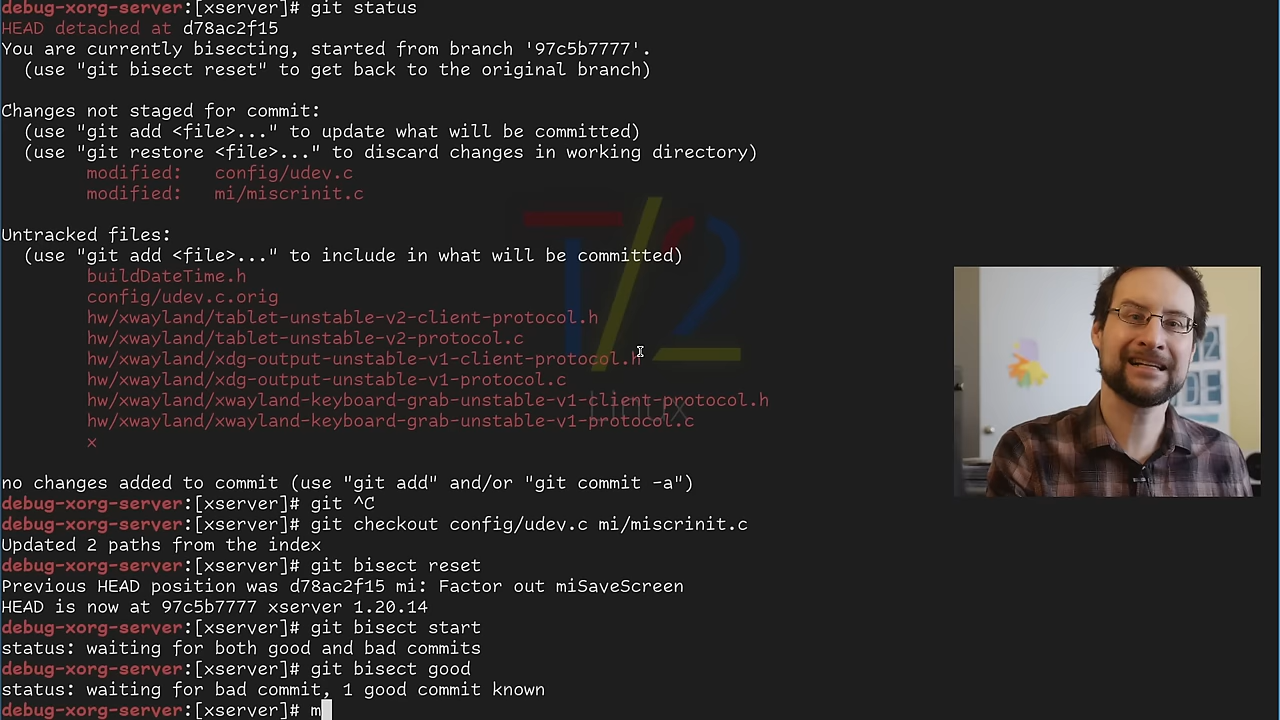 debug-xorg-server:[xserver]# git status
HEAD detached at d78ac2f15
You are currently bisecting, started from branch '97c5b7777'.
  (use "git bisect reset" to get back to the original branch)

Changes not staged for commit:
  (use "git add <file>..." to update what will be committed)
  (use "git restore <file>..." to discard changes in working directory)
        modified:   config/udev.c
        modified:   mi/miscrinit.c

Untracked files:
  (use "git add <file>..." to include in what will be committed)
        buildDateTime.h
        config/udev.c.orig
        hw/xwayland/tablet-unstable-v2-client-protocol.h
        hw/xwayland/tablet-unstable-v2-protocol.c
        hw/xwayland/xdg-output-unstable-v1-client-protocol.h
        hw/xwayland/xdg-output-unstable-v1-protocol.c
        hw/xwayland/xwayland-keyboard-grab-unstable-v1-client-protocol.h
        hw/xwayland/xwayland-keyboard-grab-unstable-v1-protocol.c
        x

no changes added to commit (use "git add" and/or "git commit -a")
debug-xorg-server:[xserver]# git ^C
debug-xorg-server:[xserver]# git checkout config/udev.c mi/miscrinit.c
Updated 2 paths from the index
debug-xorg-server:[xserver]# git bisect reset
Previous HEAD position was d78ac2f15 mi: Factor out miSaveScreen
HEAD is now at 97c5b7777 xserver 1.20.14
debug-xorg-server:[xserver]# git bisect start
status: waiting for both good and bad commits
debug-xorg-server:[xserver]# git bisect good
status: waiting for bad commit, 1 good commit known
debug-xorg-server:[xserver]# m
T/2
Linux